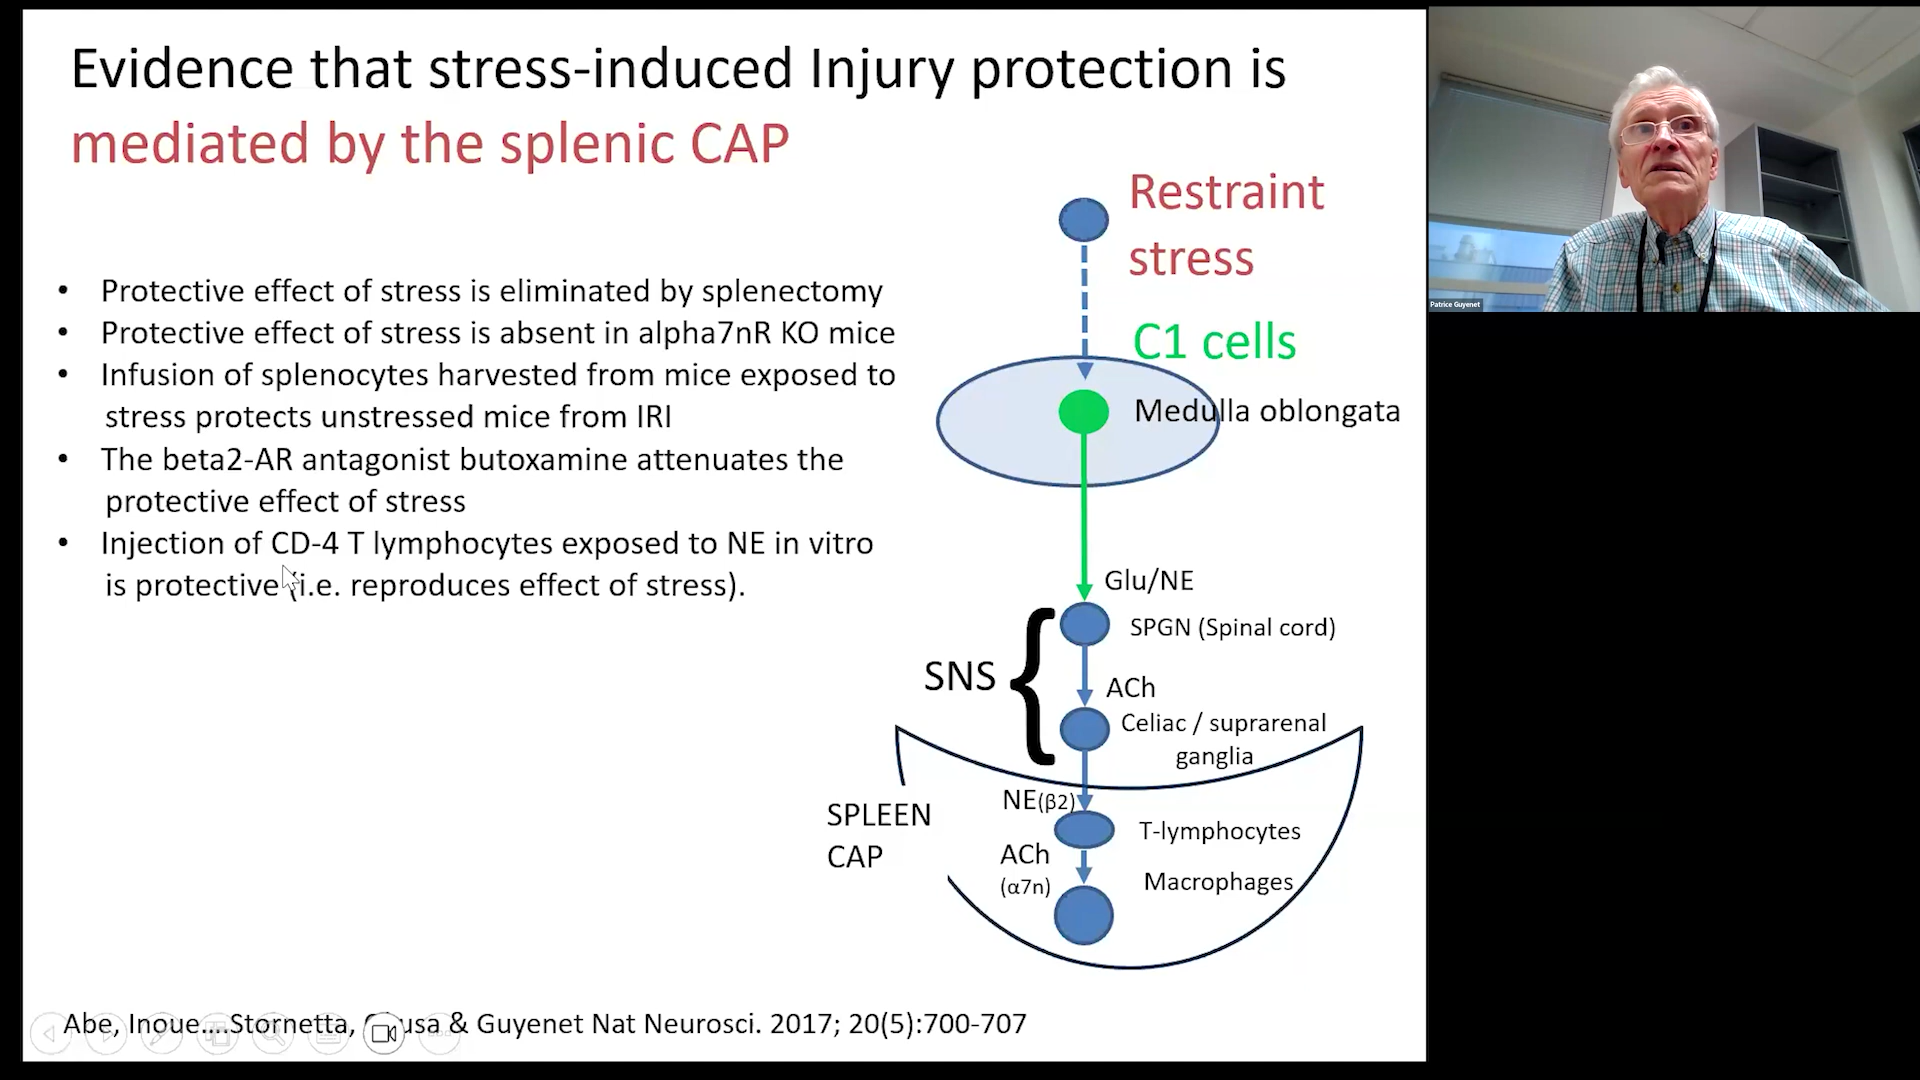 Evidence that stress-induced Injury protection is
mediated by the splenic CAP
• Protective effect of stress is eliminated by splenectomy
• Protective effect of stress is absent in alpha7nR KO mice
• Infusion of splenocytes harvested from mice exposed to
stress protects unstressed mice from IRI
• The beta2-AR antagonist butoxamine attenuates the
protective effect of stress
• Injection of CD-4 T lymphocytes exposed to NE in vitro
is protective (i.e. reproduces effect of stress).
Restraint
stress
C1 cells
Medulla oblongata
Glu/NE
SPGN (Spinal cord)
SNS {
ACh
Celiac / suprarenal
ganglia
NE(β2)
SPLEEN
CAP
T-lymphocytes
ACh
(α7n)
Macrophages
Abe, Inoue....Stornetta, & Guyenet Nat Neurosci. 2017; 20(5):700-707
Patrice Guyenet